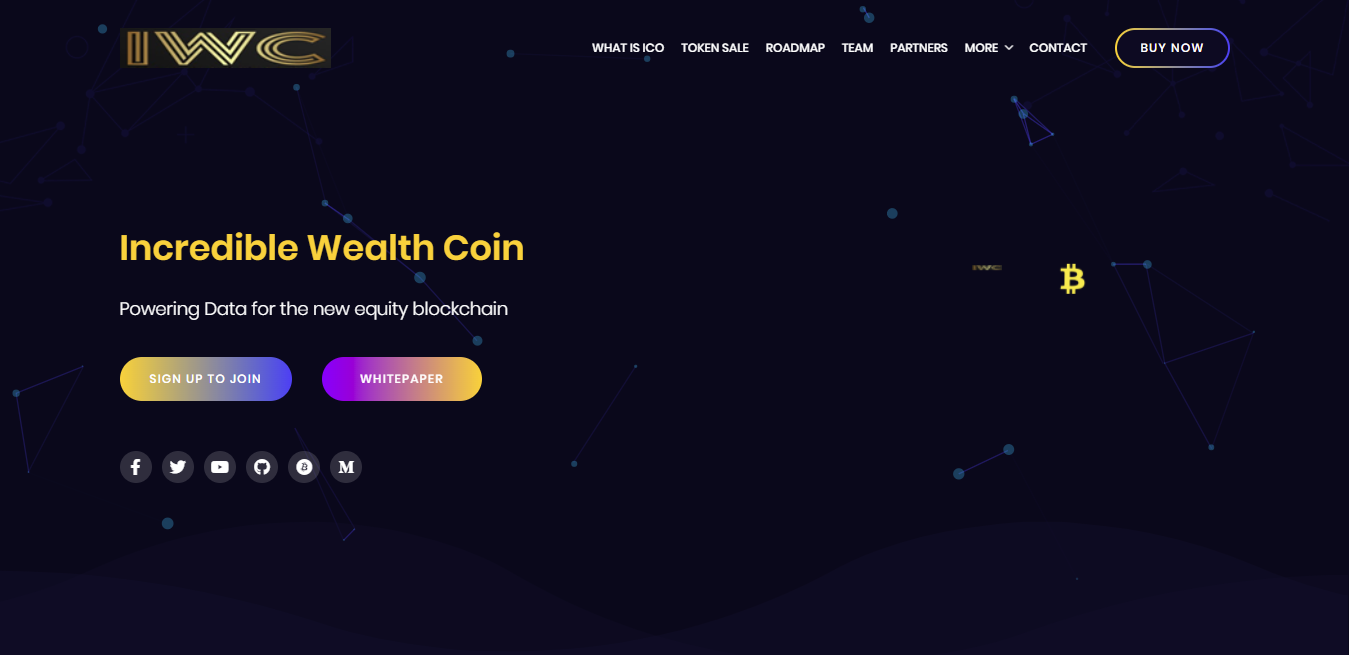 IWC
WHAT IS ICO TOKEN SALE ROADMAP TEAM PARTNERS MORE CONTACT BUY NOW
Incredible Wealth Coin
IWC
Powering Data for the new equity blockchain
SIGN UP TO JOIN WHITEPAPER